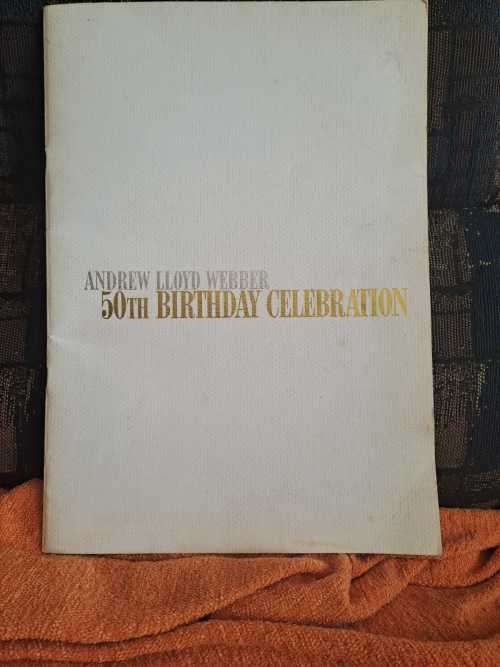 ANDREW LLOYD WEBBER
50TH BIRTHDAY CELEBRATION